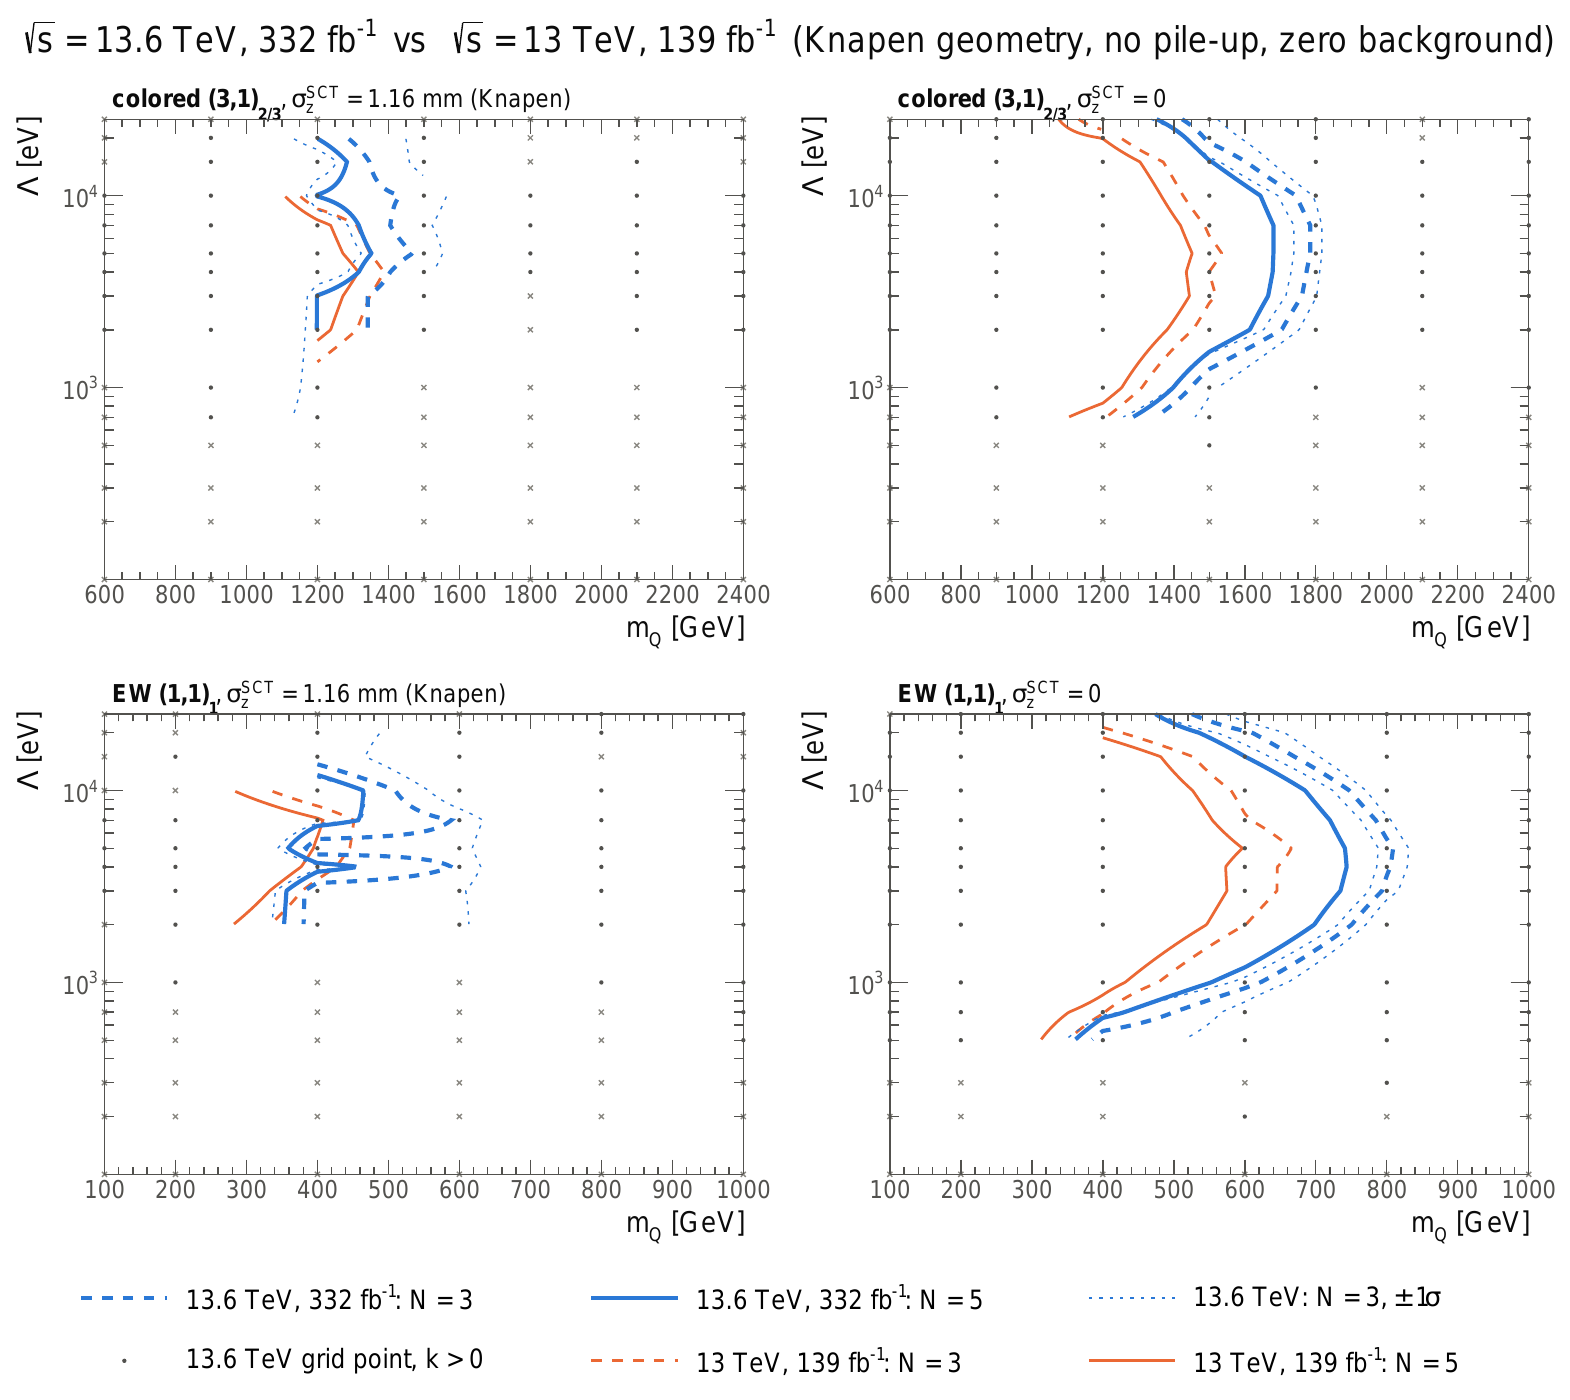 √s = 13.6 TeV, 332 fb⁻¹ vs √s = 13 TeV, 139 fb⁻¹ (Knapen geometry, no pile-up, zero background)
colored (3,1)₂/₃, σ_z^SCT = 1.16 mm (Knapen)
Λ [eV]
10⁴
10³
600 800 1000 1200 1400 1600 1800 2000 2200 2400
m_Q [GeV]
colored (3,1)₂/₃, σ_z^SCT = 0
Λ [eV]
10⁴
10³
600 800 1000 1200 1400 1600 1800 2000 2200 2400
m_Q [GeV]
EW (1,1)₁, σ_z^SCT = 1.16 mm (Knapen)
Λ [eV]
10⁴
10³
100 200 300 400 500 600 700 800 900 1000
m_Q [GeV]
EW (1,1)₁, σ_z^SCT = 0
Λ [eV]
10⁴
10³
100 200 300 400 500 600 700 800 900 1000
m_Q [GeV]
13.6 TeV, 332 fb⁻¹: N = 3
13.6 TeV, 332 fb⁻¹: N = 5
13.6 TeV: N = 3, ±1σ
13.6 TeV grid point, k > 0
13 TeV, 139 fb⁻¹: N = 3
13 TeV, 139 fb⁻¹: N = 5